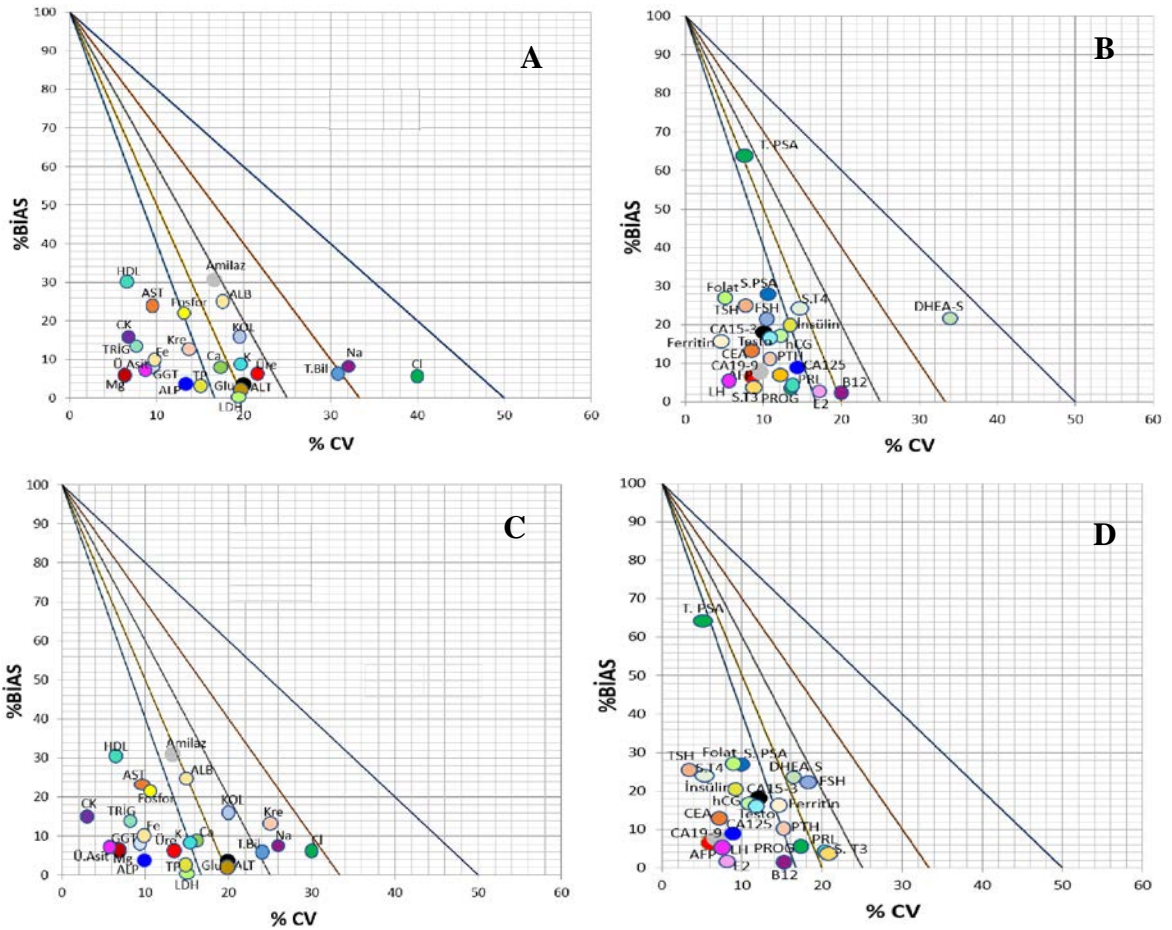 A
%BİAS
100
90
80
70
60
50
40
30
20
10
0
HDL
Amilaz
AST
ALB
Fosfor
CK
KOL
Kre
TRİG
Fe
Ca
K
Na
Ü.Asit
GGT
Üre
T.Bil
Cl
Mg
TP
Glu
ALT
ALP
LDH
0 10 20 30 40 50 60
% CV
B
%BİAS
100
90
80
70
60
50
40
30
20
10
0
T. PSA
S.PSA
Folat
TSH
FSH
S.T4
DHEA-S
CA15-3
İnsülin
Ferritin
Testo
hCG
CEA
PTH
CA19-9
CA125
AFP
PRL
B12
LH
S.T3
PROG
E2
0 10 20 30 40 50 60
% CV
C
%BİAS
100
90
80
70
60
50
40
30
20
10
0
HDL
Amilaz
AST
ALB
Fosfor
CK
TRİG
KOL
Kre
GGT
Fe
Üre
K
Ca
T.Bil
Na
Cl
Ü.Asit
Mg
TP
Glu
ALT
ALP
LDH
0 10 20 30 40 50 60
% CV
D
%BİAS
100
90
80
70
60
50
40
30
20
10
0
T. PSA
TSH
Folat
S. PSA
S.T4
DHEA-S
FSH
İnsülin
CA15-3
hCG
Testo
Ferritin
CEA
CA125
PTH
CA19-9
LH
PROG
PRL
S. T3
AFP
E2
B12
0 10 20 30 40 50 60
% CV